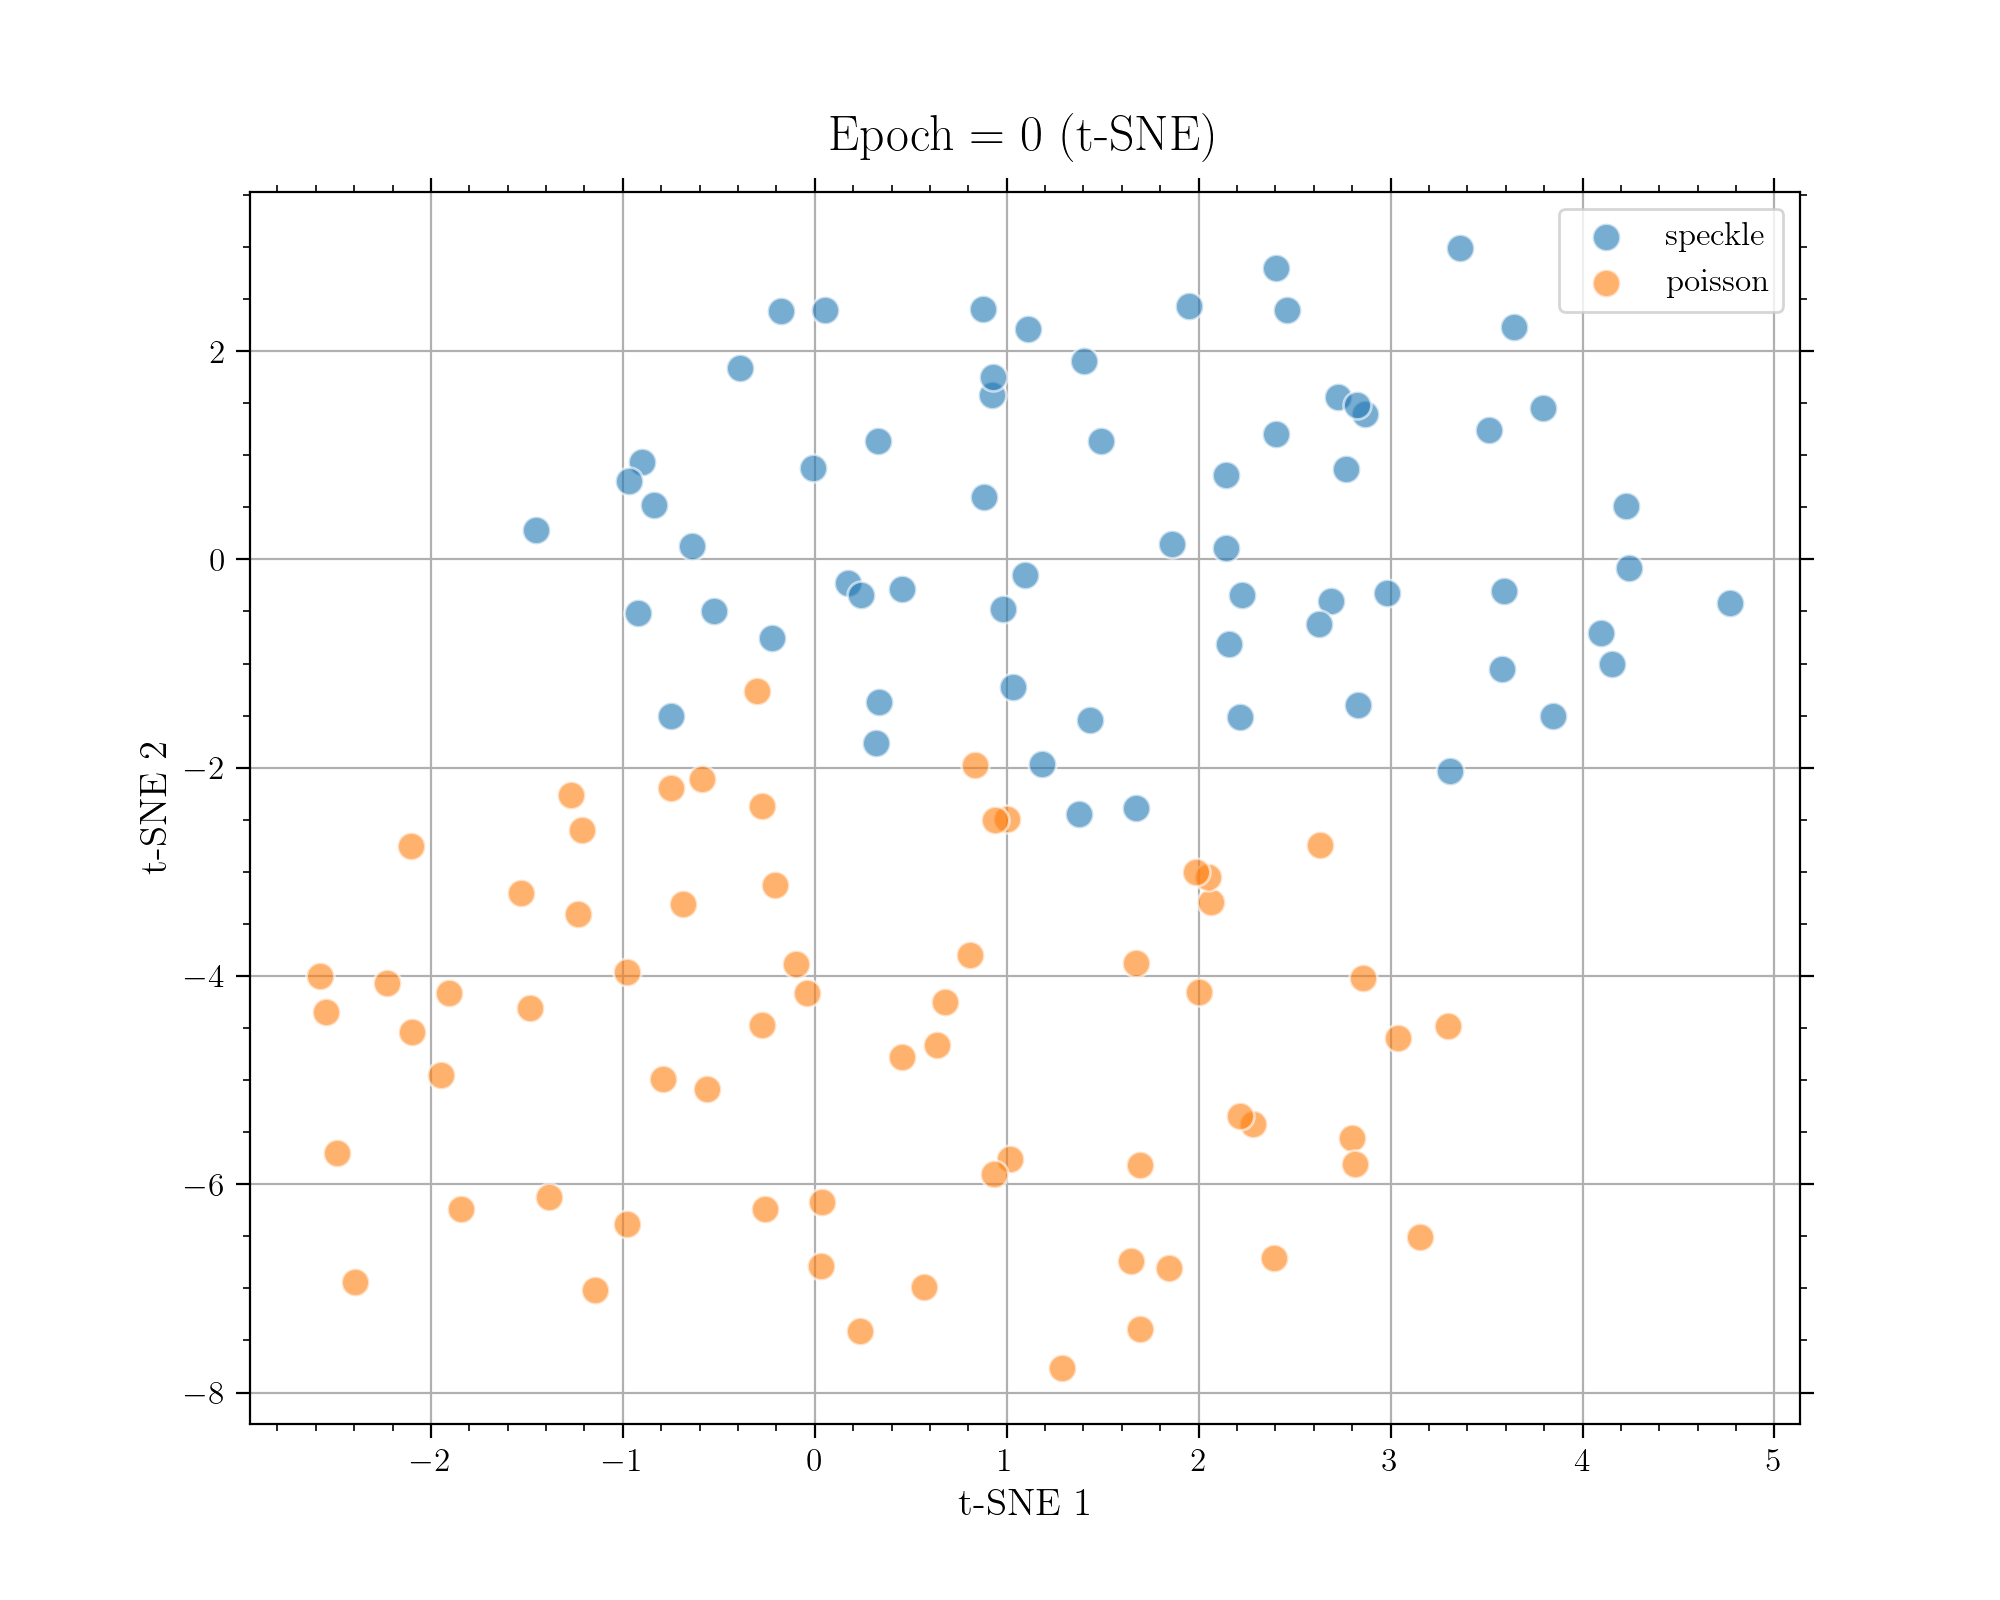 Epoch = 0 (t-SNE)
speckle
poisson
2
0
−2
−4
−6
−8
t-SNE 2
−2 −1 0 1 2 3 4 5
t-SNE 1